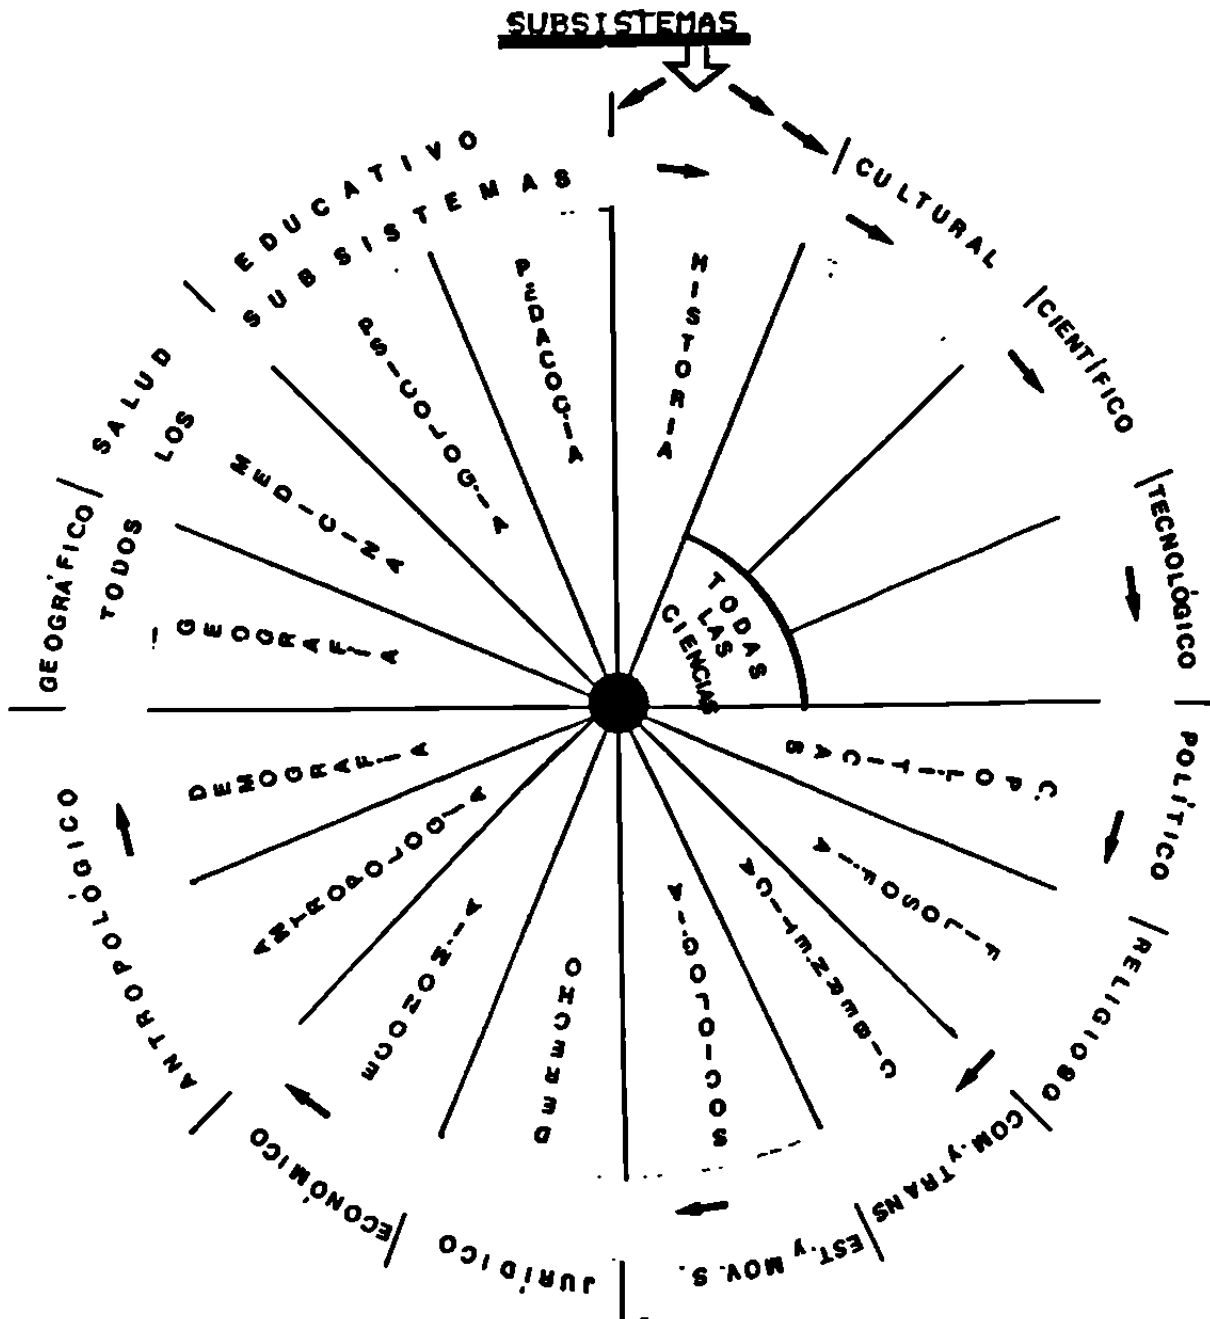 SUBSISTEMAS
CULTURAL
CIENTÍFICO
TECNOLÓGICO
POLÍTICO
RELIGIOSO
COM. y TRANS
EST. y MOV. S.
JURÍDICO
ECONÓMICO
ANTROPOLÓGICO
GEOGRÁFICO
SALUD
EDUCATIVO
TODOS LOS SUBSISTEMAS
HISTORIA
TODAS
LAS
CIENCIAS
C. POLÍTICAS
FILOSOFÍA
CIBERNÉTICA
SOCIOLOGÍA
DERECHO
ECONOMÍA
ANTROPOLOGÍA
DEMOGRAFÍA
GEOGRAFÍA
MEDICINA
PSICOLOGÍA
PEDAGOGÍA